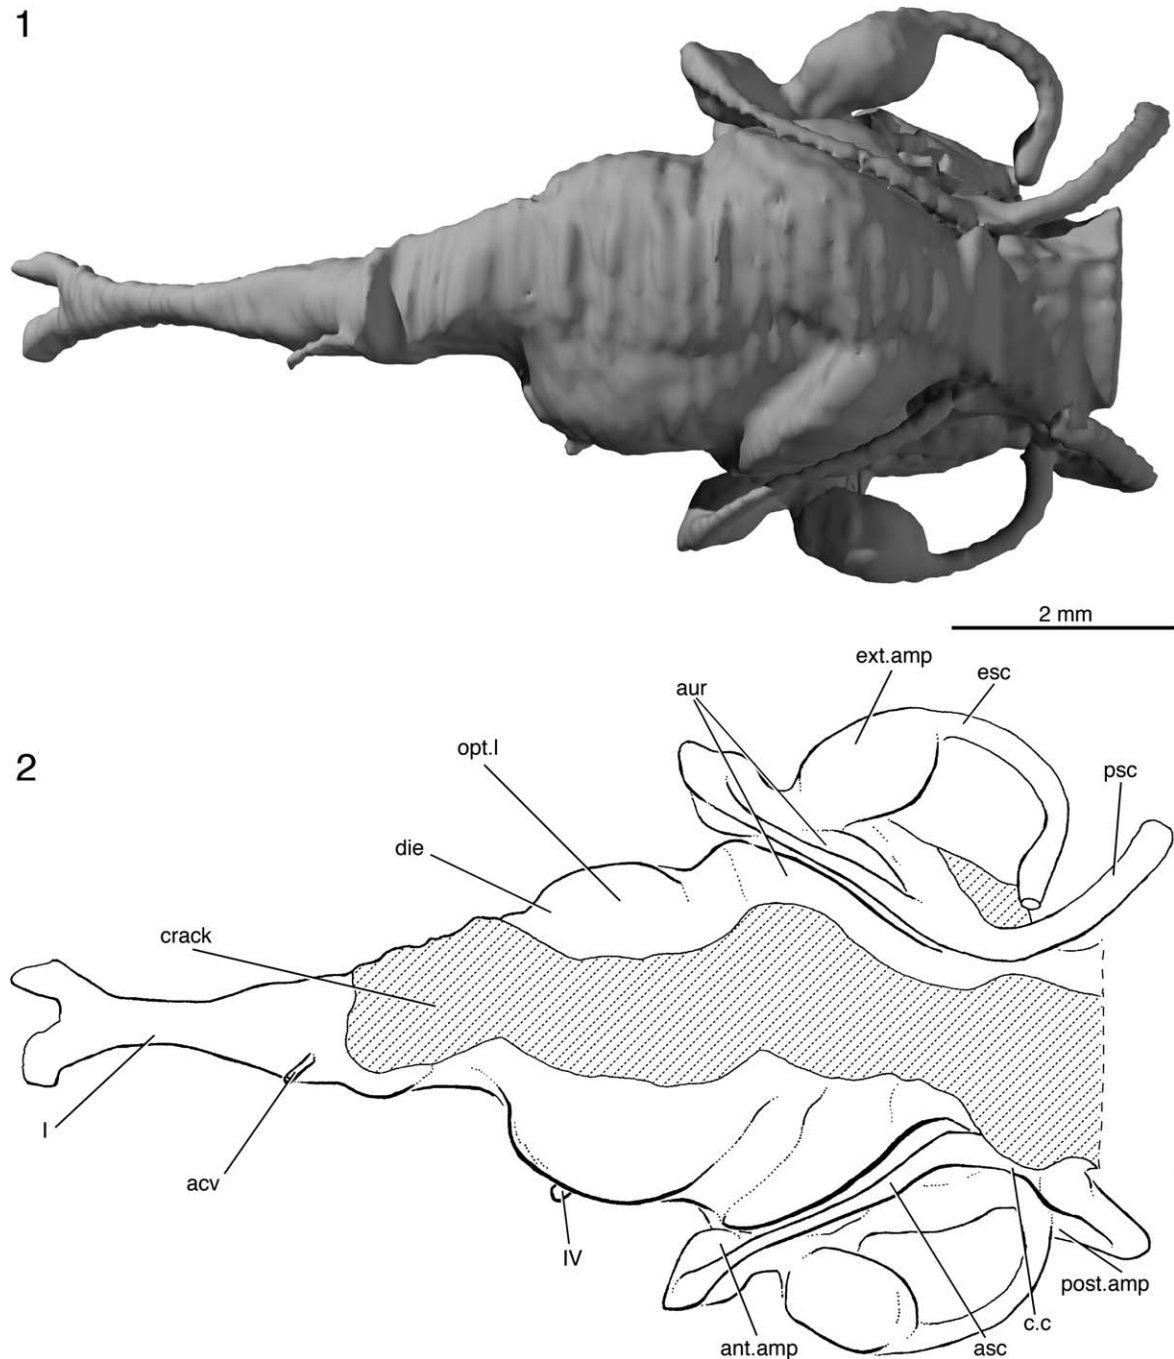 1
2 mm
ext.amp
esc
aur
opt.l
2
psc
die
crack
I
acv
IV
post.amp
c.c
ant.amp
asc